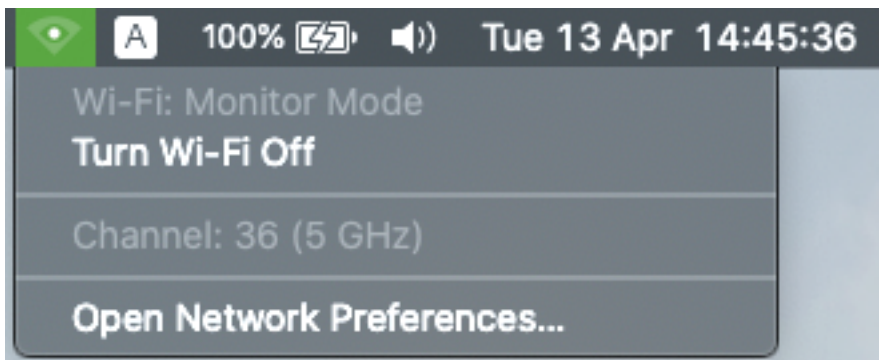 A 100% Tue 13 Apr 14:45:36
Wi-Fi: Monitor Mode
Turn Wi-Fi Off
Channel: 36 (5 GHz)
Open Network Preferences...